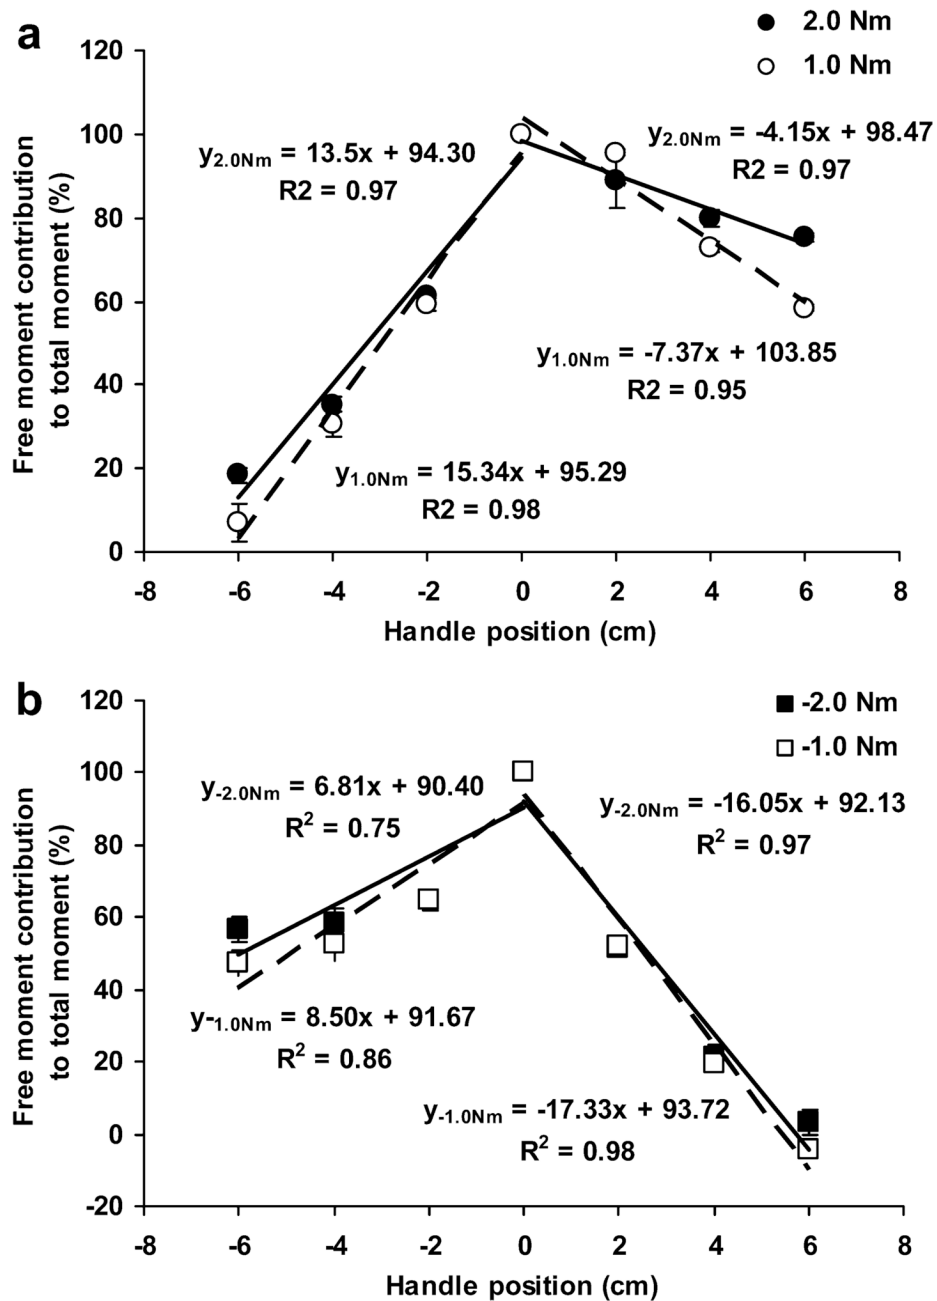 a
2.0 Nm
1.0 Nm
120
100
80
60
40
20
0
-8 -6 -4 -2 0 2 4 6 8
Handle position (cm)
Free moment contribution
to total moment (%)
y2.0Nm = 13.5x + 94.30
R2 = 0.97
y2.0Nm = -4.15x + 98.47
R2 = 0.97
y1.0Nm = -7.37x + 103.85
R2 = 0.95
y1.0Nm = 15.34x + 95.29
R2 = 0.98
b
-2.0 Nm
-1.0 Nm
120
100
80
60
40
20
0
-20
-8 -6 -4 -2 0 2 4 6 8
Handle position (cm)
Free moment contribution
to total moment (%)
y-2.0Nm = 6.81x + 90.40
R² = 0.75
y-2.0Nm = -16.05x + 92.13
R² = 0.97
y-1.0Nm = 8.50x + 91.67
R² = 0.86
y-1.0Nm = -17.33x + 93.72
R² = 0.98